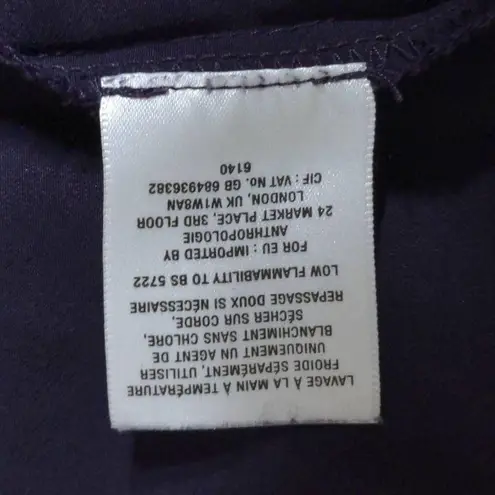 LAVAGE À LA MAIN À TEMPÉRATURE
FROIDE SÉPARÉMENT, UTILISER
UNIQUEMENT UN AGENT DE
BLANCHIMENT SANS CHLORE,
SÉCHER SUR CORDE,
REPASSAGE DOUX SI NÉCESSAIRE
LOW FLAMMABILITY TO BS 5722
FOR EU : IMPORTED BY
ANTHROPOLOGIE
24 MARKET PLACE, 3RD FLOOR
LONDON, UK W1W8AN
CIF: VAT No. GB 684936382
6140